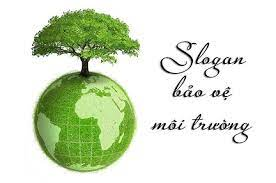 Slogan
bảo vệ
môi trường